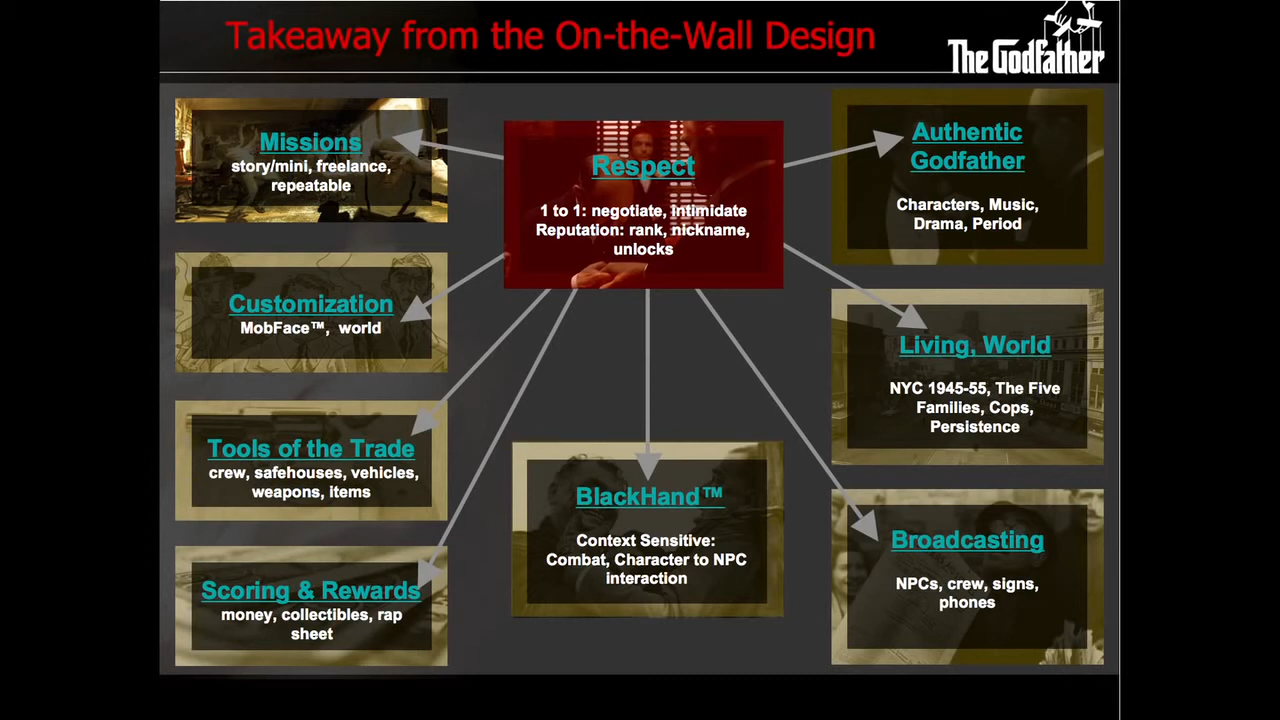 Takeaway from the On-the-Wall Design
The Godfather
Missions
story/mini, freelance,
repeatable
Customization
MobFace™, world
Tools of the Trade
crew, safehouses, vehicles,
weapons, items
Scoring & Rewards
money, collectibles, rap
sheet
Respect
1 to 1: negotiate, intimidate
Reputation: rank, nickname,
unlocks
BlackHand™
Context Sensitive:
Combat, Character to NPC
interaction
Authentic
Godfather
Characters, Music,
Drama, Period
Living, World
NYC 1945-55, The Five
Families, Cops,
Persistence
Broadcasting
NPCs, crew, signs,
phones